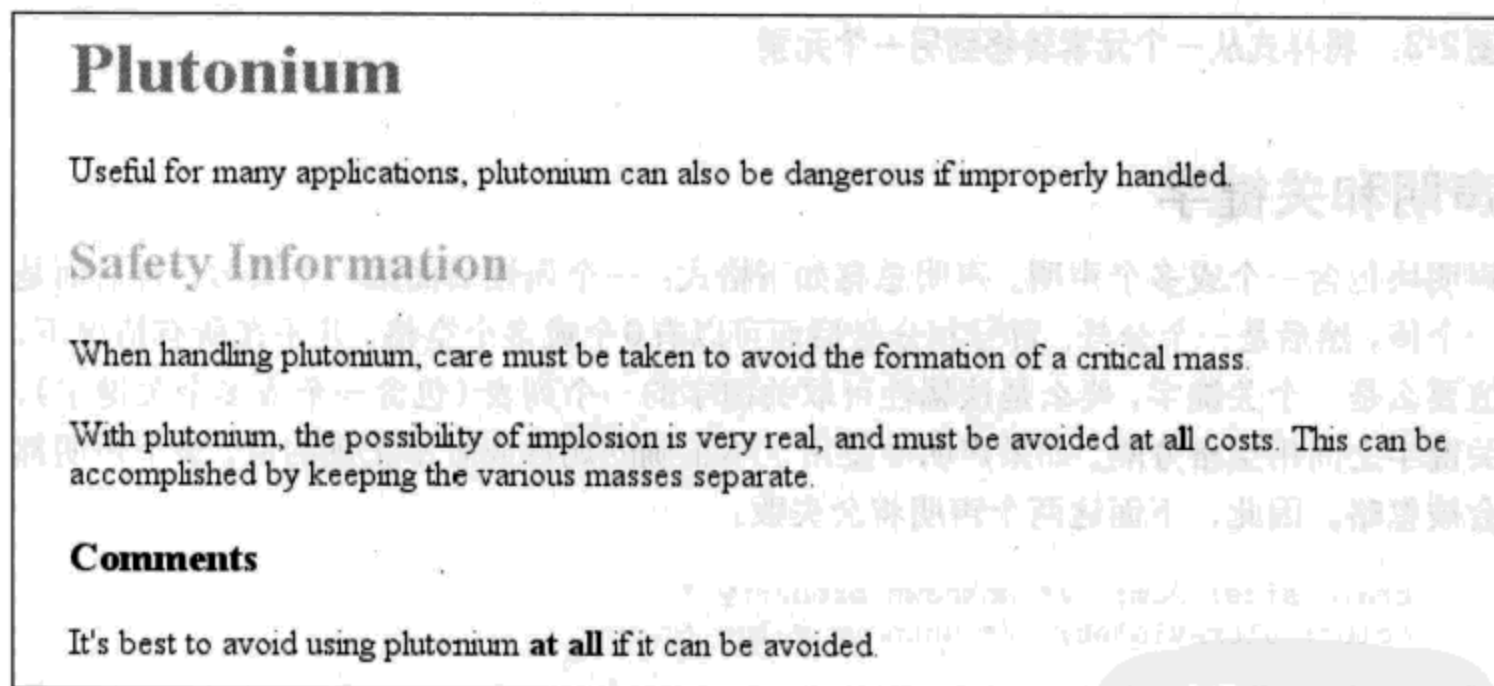 Plutonium
Useful for many applications, plutonium can also be dangerous if improperly handled.
Safety Information
When handling plutonium, care must be taken to avoid the formation of a critical mass.
With plutonium, the possibility of implosion is very real, and must be avoided at all costs. This can be
accomplished by keeping the various masses separate.
Comments
It's best to avoid using plutonium at all if it can be avoided.